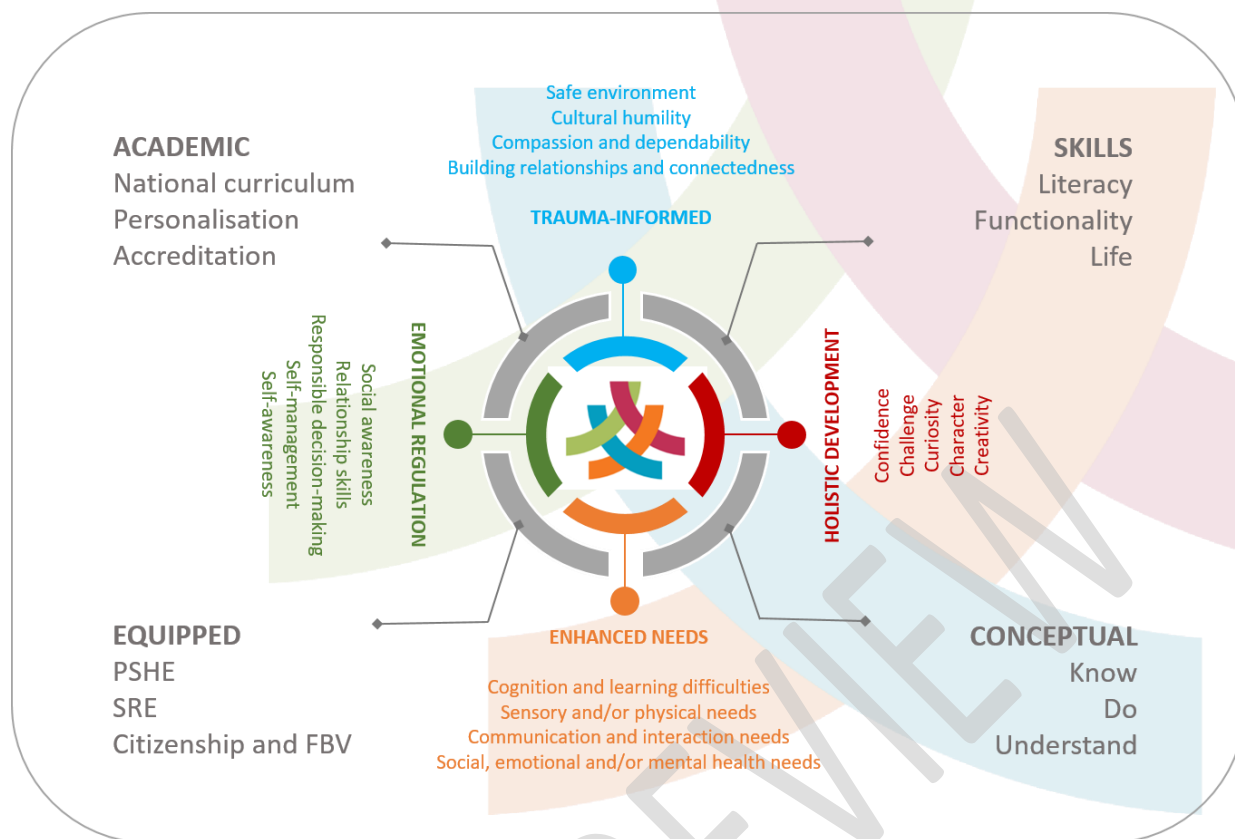 Safe environment
Cultural humility
Compassion and dependability
Building relationships and connectedness
TRAUMA-INFORMED
ACADEMIC
National curriculum
Personalisation
Accreditation
SKILLS
Literacy
Functionality
Life
EMOTIONAL REGULATION
Social awareness
Relationship skills
Responsible decision-making
Self-management
Self-awareness
HOLISTIC DEVELOPMENT
Confidence
Challenge
Curiosity
Character
Creativity
EQUIPPED
PSHE
SRE
Citizenship and FBV
ENHANCED NEEDS
Cognition and learning difficulties
Sensory and/or physical needs
Communication and interaction needs
Social, emotional and/or mental health needs
CONCEPTUAL
Know
Do
Understand